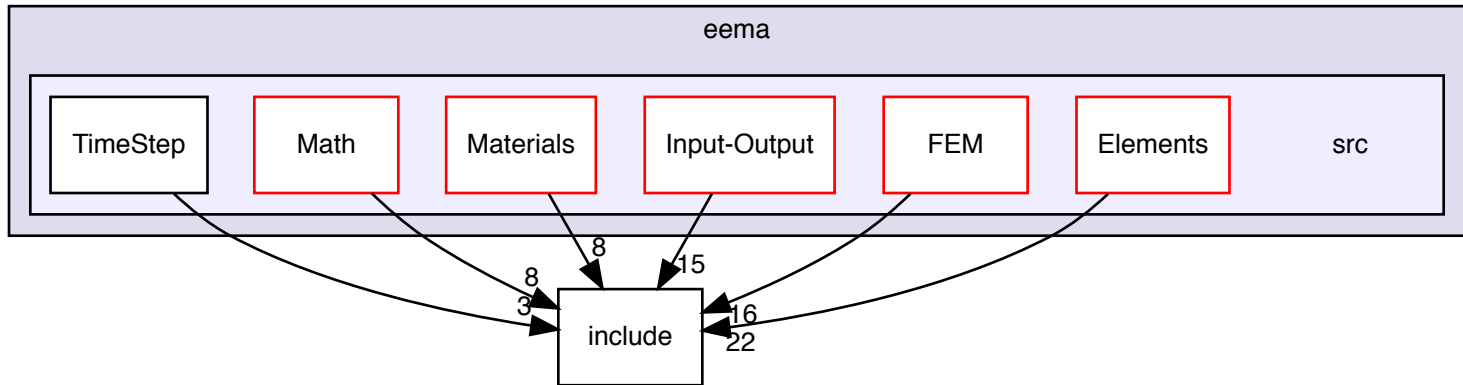 eema
TimeStep
Math
Materials
Input-Output
FEM
Elements
src
8
15
8
3
16
22
include